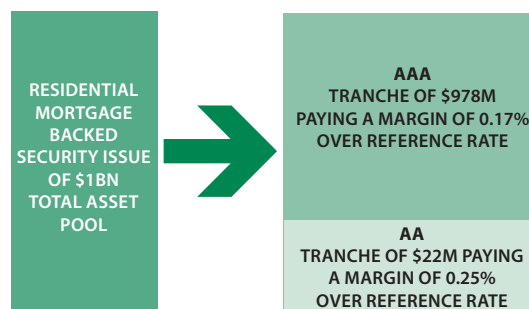 RESIDENTIAL
MORTGAGE
BACKED
SECURITY ISSUE
OF $1BN
TOTAL ASSET
POOL
AAA
TRANCHE OF $978M
PAYING A MARGIN OF 0.17%
OVER REFERENCE RATE
AA
TRANCHE OF $22M PAYING
A MARGIN OF 0.25%
OVER REFERENCE RATE